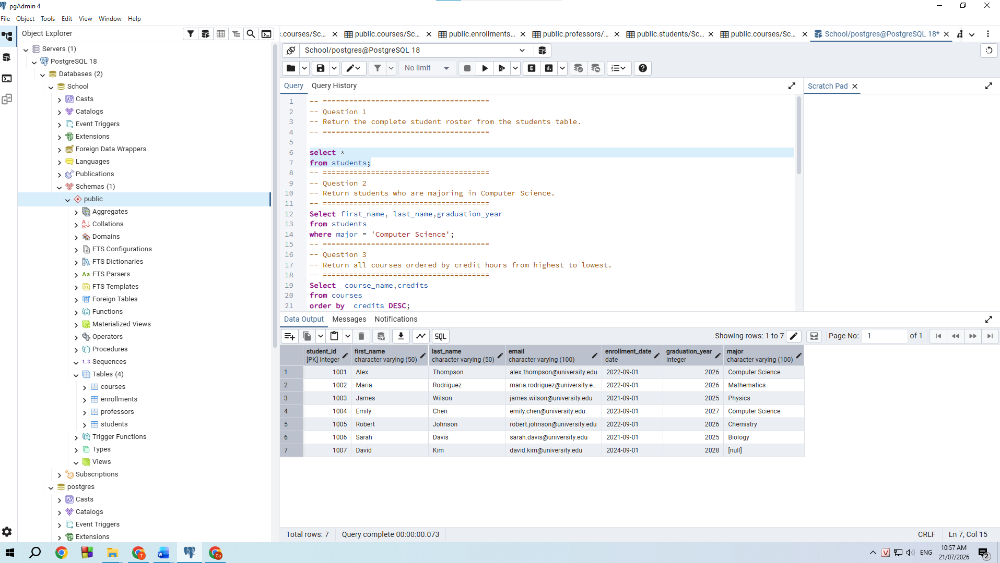 pgAdmin 4
File Object Tools Edit View Window Help
Object Explorer
Servers (1)
PostgreSQL 18
Databases (2)
School
Casts
Catalogs
Event Triggers
Extensions
Foreign Data Wrappers
Languages
Publications
Schemas (1)
public
Aggregates
Collations
Domains
FTS Configurations
FTS Dictionaries
Aa FTS Parsers
FTS Templates
Foreign Tables
Functions
Materialized Views
Operators
Procedures
1..3 Sequences
Tables (4)
courses
enrollments
professors
students
Trigger Functions
Types
Views
Subscriptions
postgres
Casts
Catalogs
Event Triggers
Extensions
:.courses/Sc... public.courses/Sc... public.enrollments... public.professors/... public.students/Sc... public.courses/Sc... School/postgres@PostgreSQL 18*
School/postgres@PostgreSQL 18
No limit E
Query Query History
Scratch Pad
1 -- ======================================
2 -- Question 1
3 -- Return the complete student roster from the students table.
4 -- ======================================
5
6 select *
7 from students;
8 -- ======================================
9 -- Question 2
10 -- Return students who are majoring in Computer Science.
11 -- ======================================
12 Select first_name, last_name,graduation_year
13 from students
14 where major = 'Computer Science';
15 -- ======================================
16 -- Question 3
17 -- Return all courses ordered by credit hours from highest to lowest.
18 -- ======================================
19 Select  course_name,credits
20 from courses
21 order by  credits DESC;
Data Output Messages Notifications
SQL Showing rows: 1 to 7 Page No: 1 of 1
student_id first_name last_name email enrollment_date graduation_year major
[PK] integer character varying (50) character varying (50) character varying (100) date integer character varying (100)
1 1001 Alex Thompson alex.thompson@university.edu 2022-09-01 2026 Computer Science
2 1002 Maria Rodriguez maria.rodriguez@university.e... 2022-09-01 2026 Mathematics
3 1003 James Wilson james.wilson@university.edu 2021-09-01 2025 Physics
4 1004 Emily Chen emily.chen@university.edu 2023-09-01 2027 Computer Science
5 1005 Robert Johnson robert.johnson@university.edu 2022-09-01 2026 Chemistry
6 1006 Sarah Davis sarah.davis@university.edu 2021-09-01 2025 Biology
7 1007 David Kim david.kim@university.edu 2024-09-01 2028 [null]
Total rows: 7 Query complete 00:00:00.073 CRLF Ln 7, Col 15
ENG 10:57 AM
21/07/2026
2